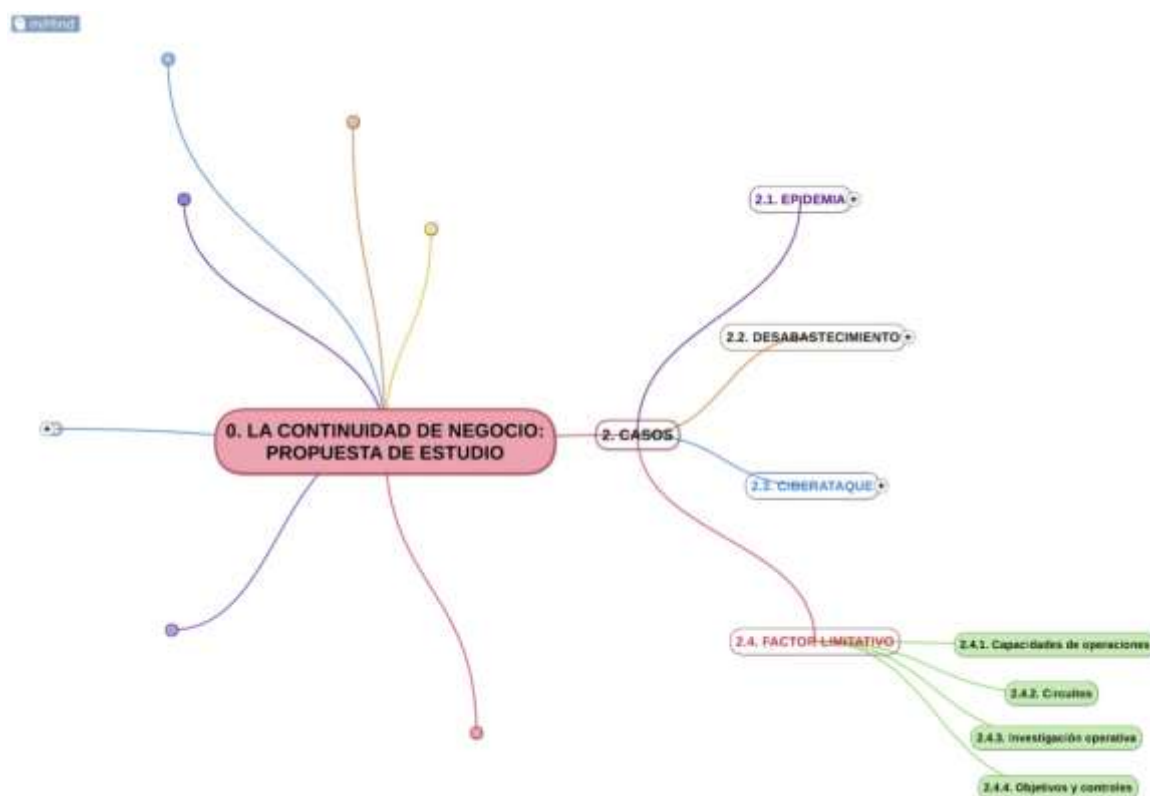 0. LA CONTINUIDAD DE NEGOCIO:
PROPUESTA DE ESTUDIO
2. CASOS
2.1. EPIDEMIA
2.2. DESABASTECIMIENTO
2.3. CIBERATAQUE
2.4. FACTOR LIMITATIVO
2.4.1. Capacidades de operaciones
2.4.2. Circuitos
2.4.3. Investigación operativa
2.4.4. Objetivos y controles